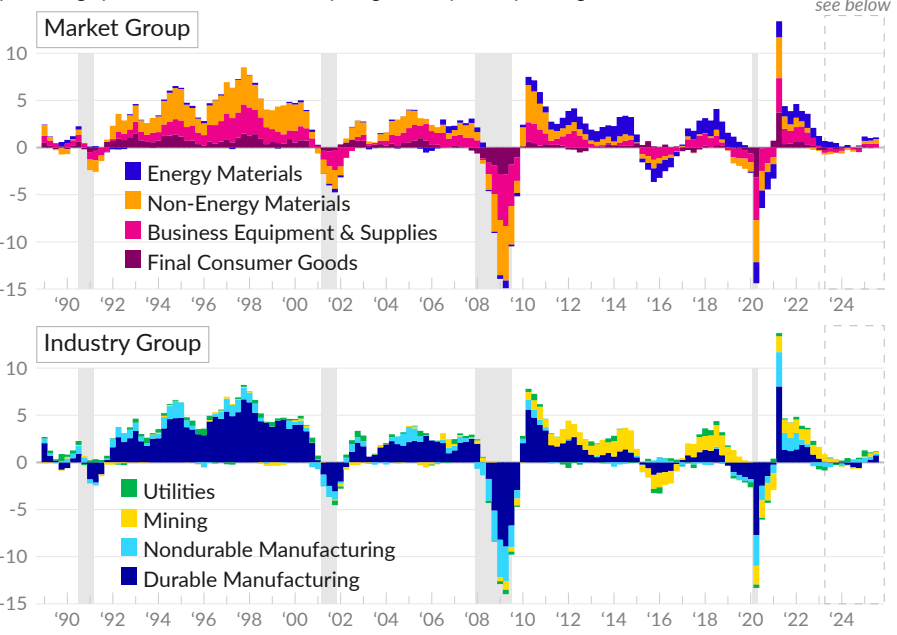 see below
Market Group
10
5
0
-5
-10
-15
Energy Materials
Non-Energy Materials
Business Equipment & Supplies
Final Consumer Goods
‘90 ‘92 ‘94 ‘96 ‘98 ‘00 ‘02 ‘04 ‘06 ‘08 ‘10 ‘12 ‘14 ‘16 ‘18 ‘20 ‘22 ‘24
Industry Group
10
5
0
-5
-10
-15
Utilities
Mining
Nondurable Manufacturing
Durable Manufacturing
‘90 ‘92 ‘94 ‘96 ‘98 ‘00 ‘02 ‘04 ‘06 ‘08 ‘10 ‘12 ‘14 ‘16 ‘18 ‘20 ‘22 ‘24